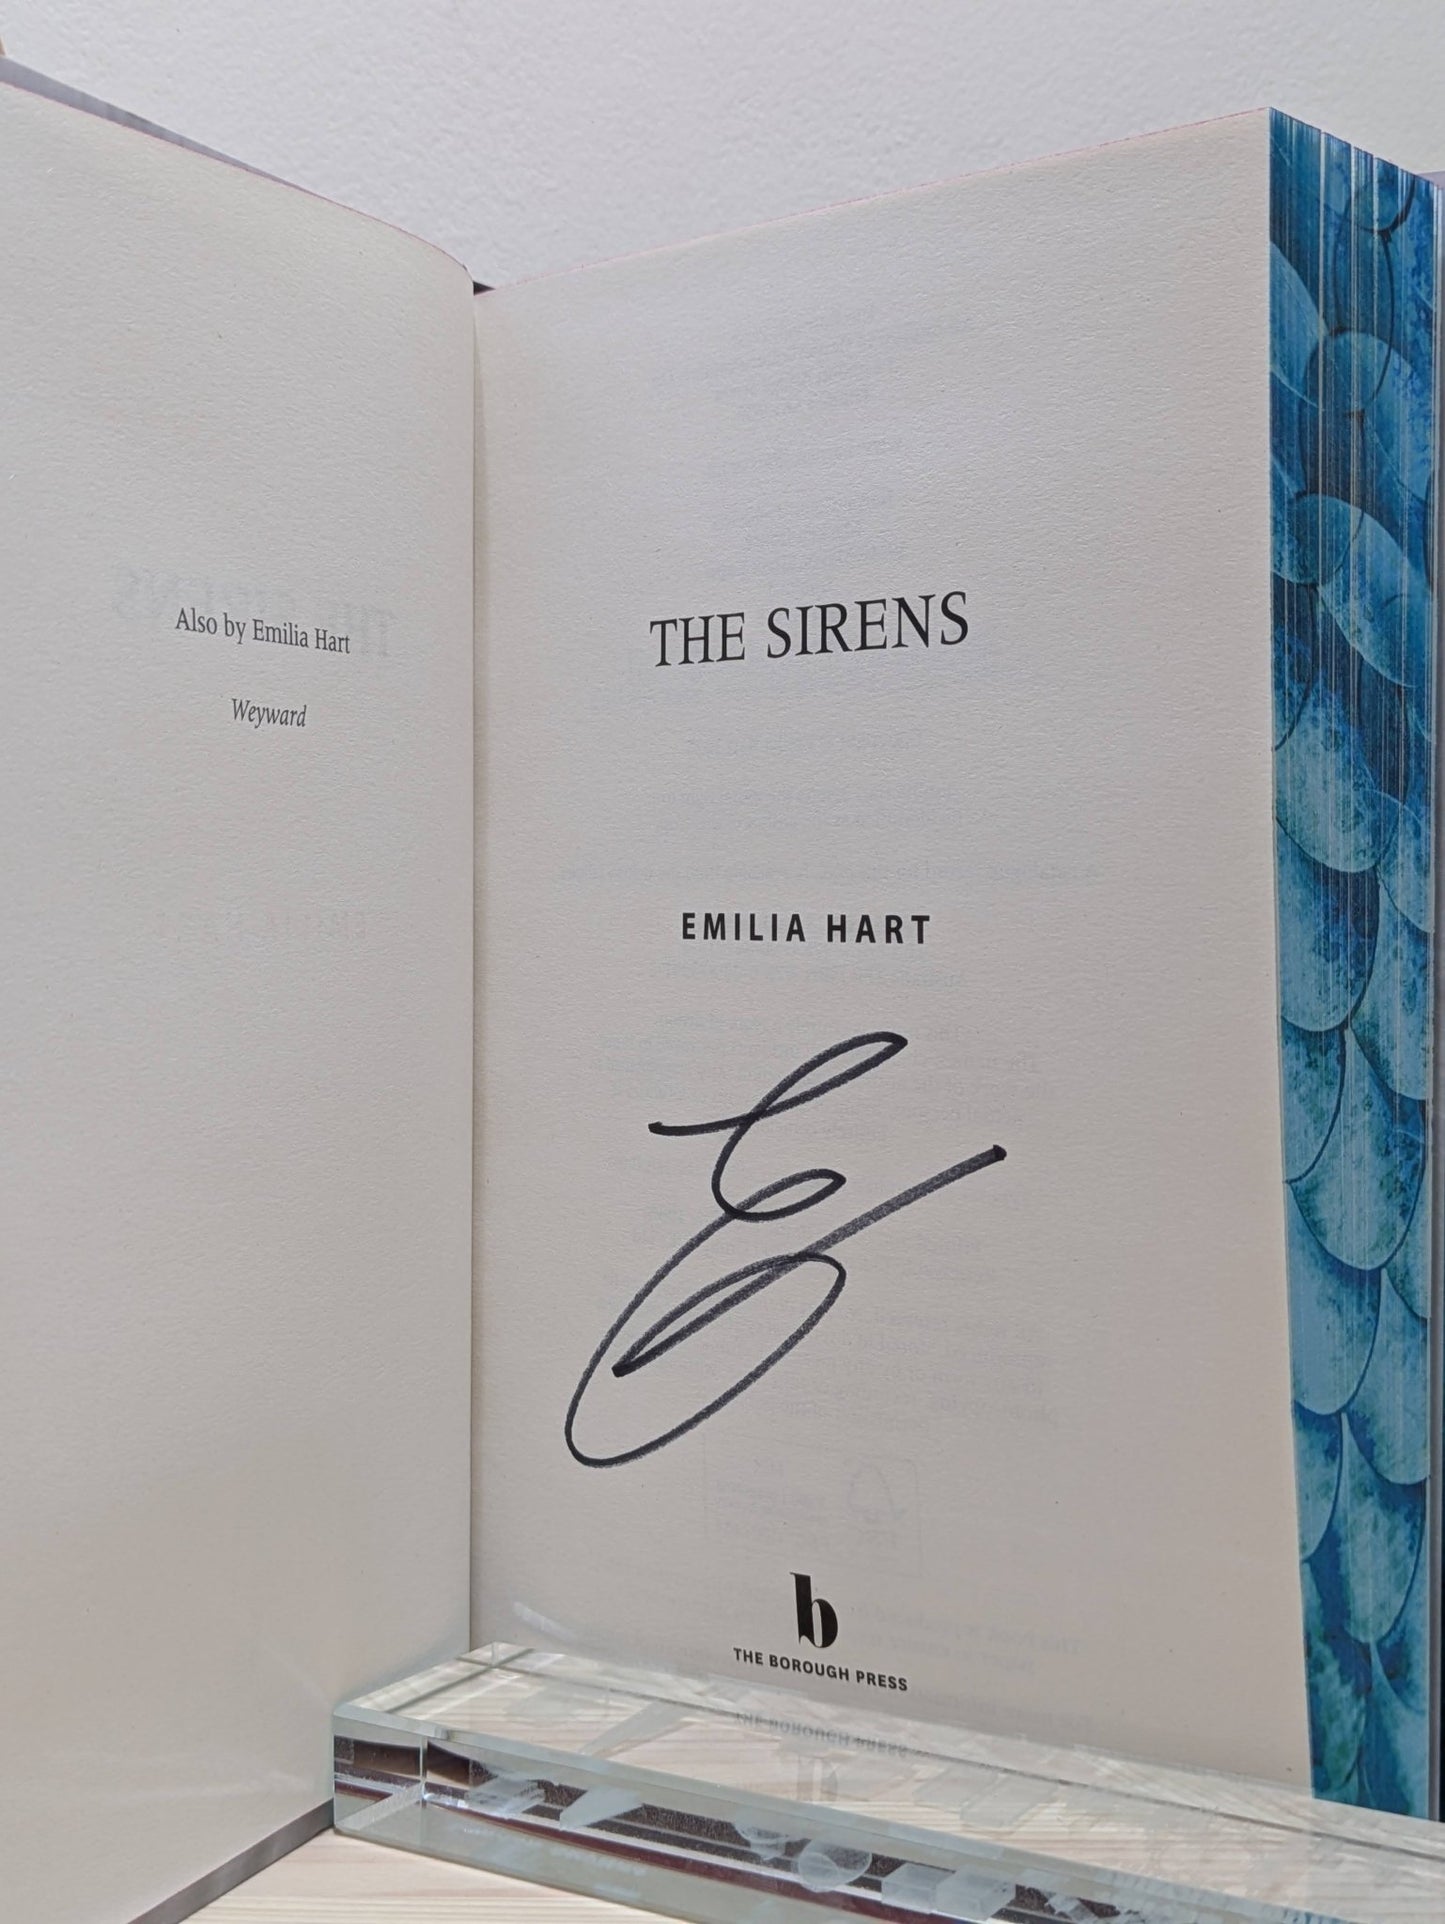 Also by Emilia Hart
Weyward
THE SIRENS
EMILIA HART
b
THE BOROUGH PRESS